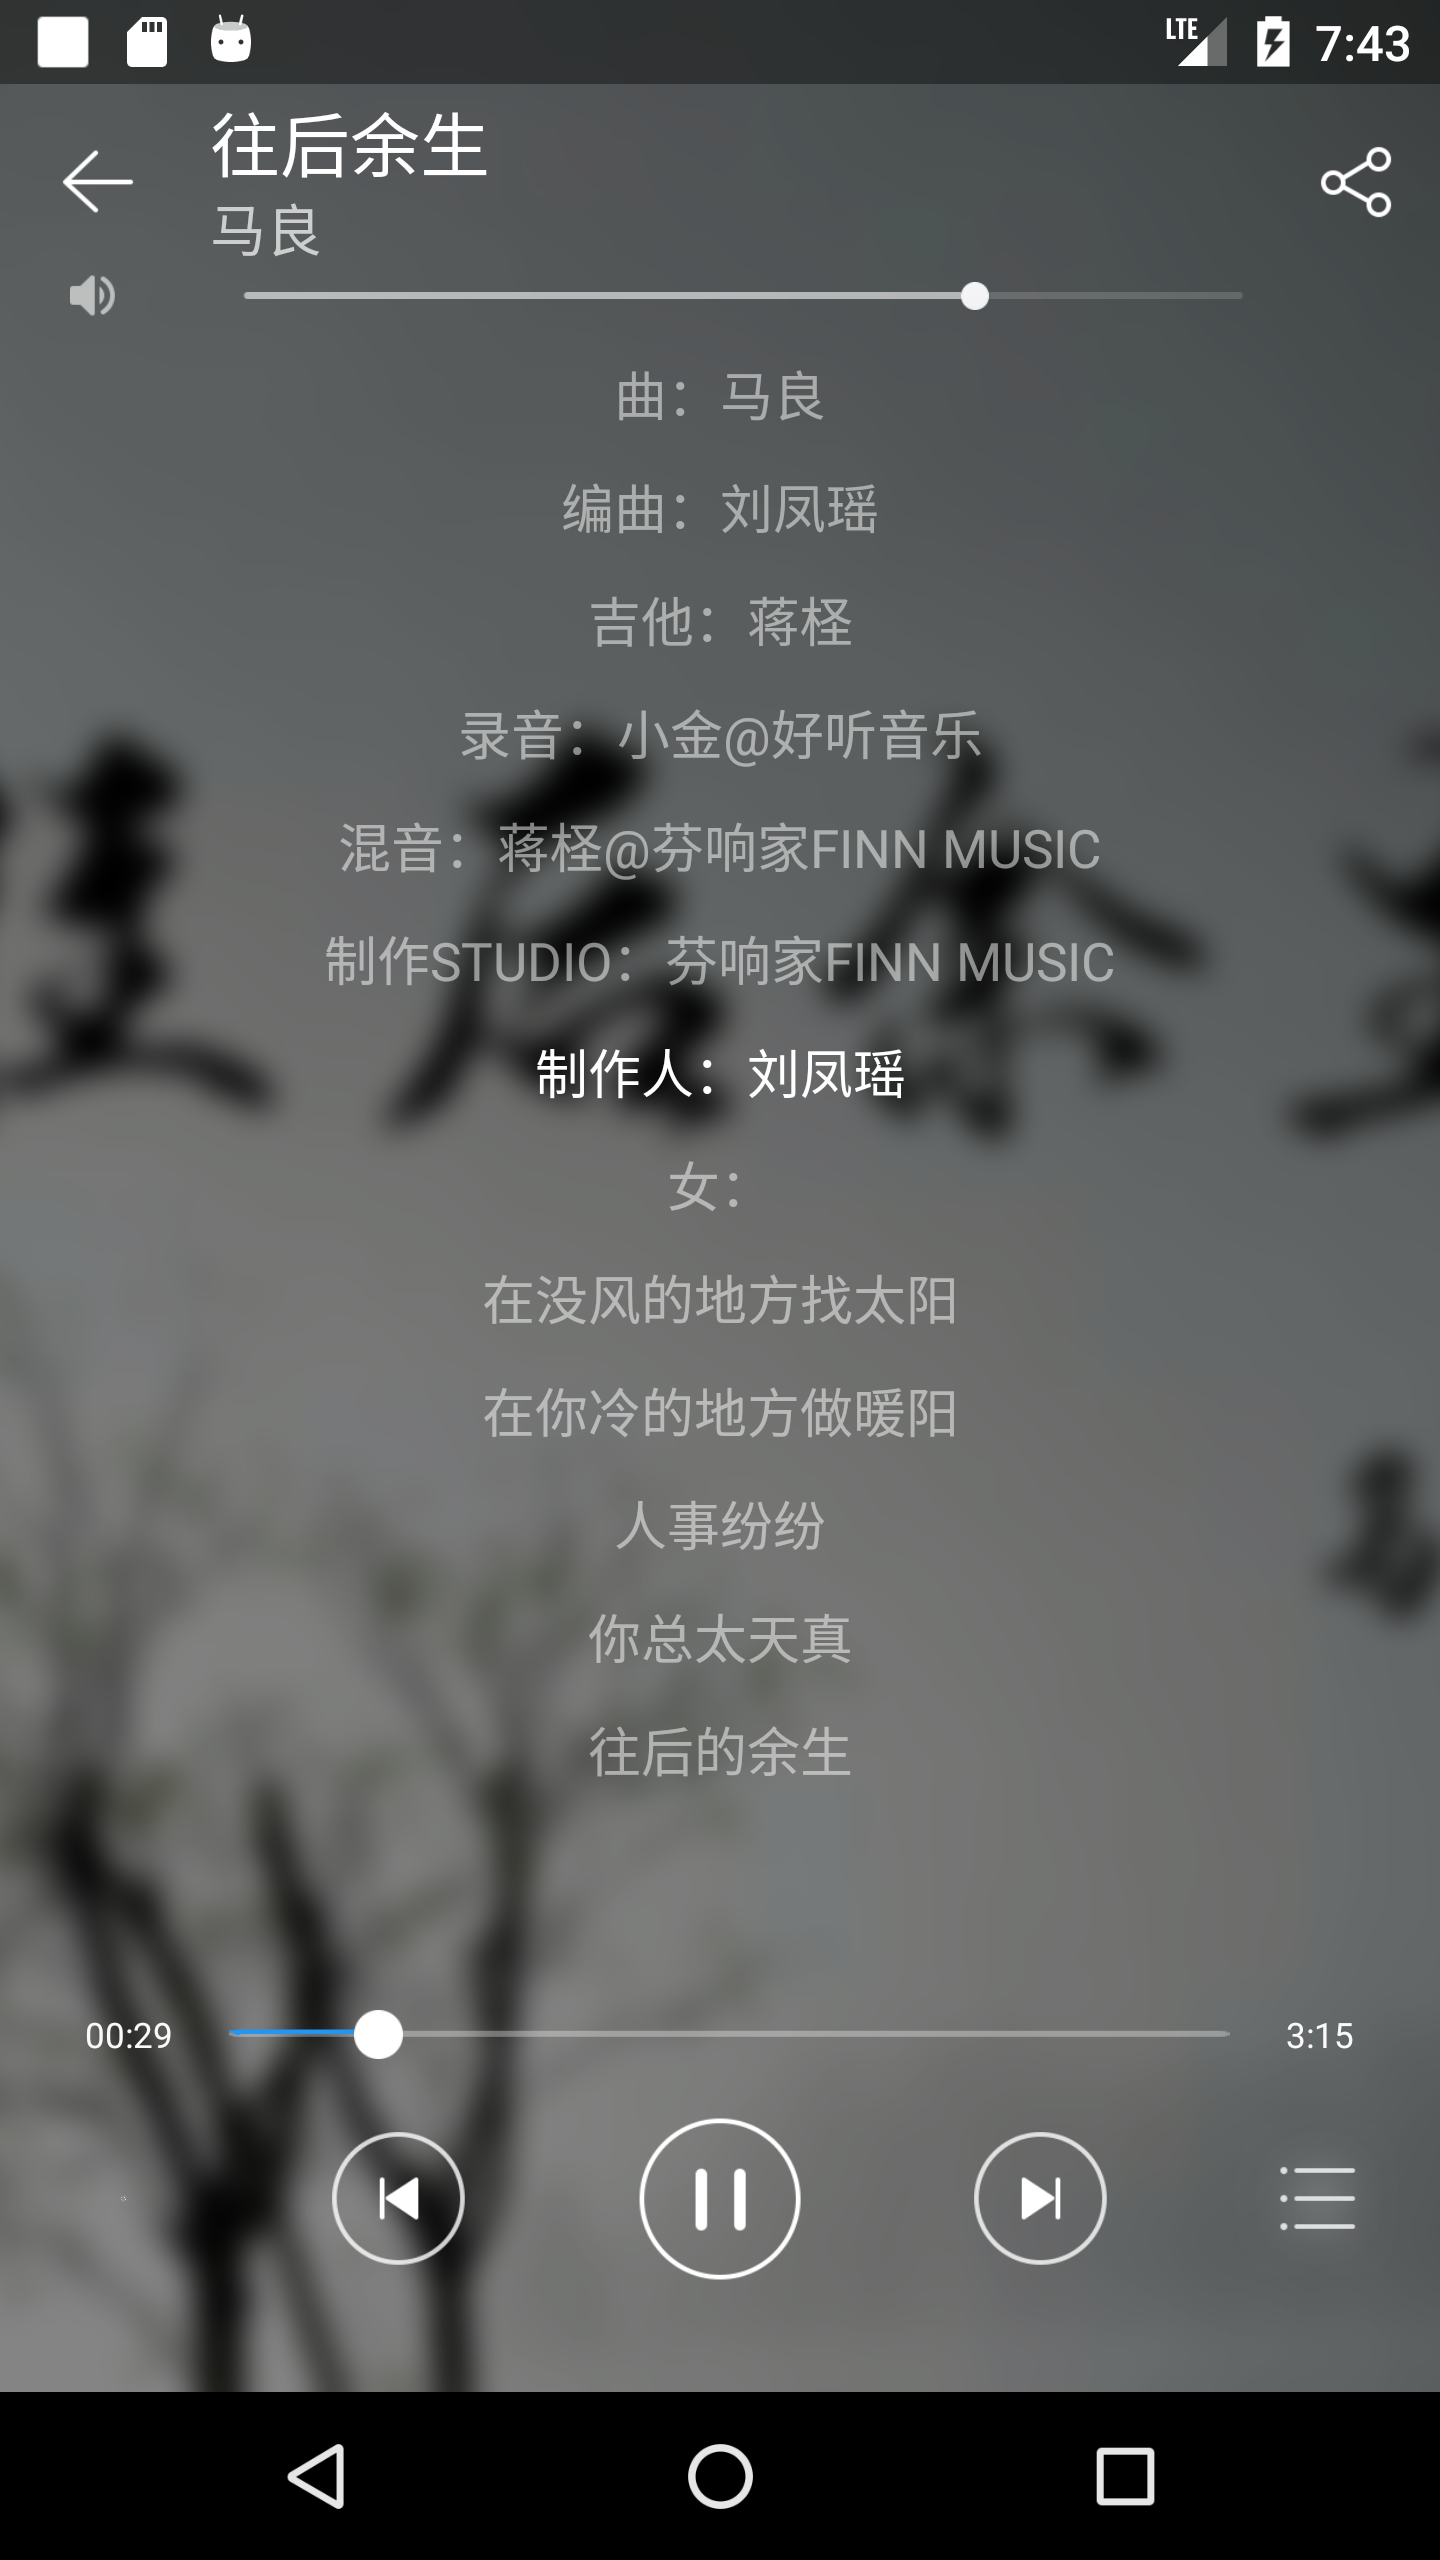 LTE 7:43
往后余生
马良
曲：马良
编曲：刘凤瑶
吉他：蒋柽
录音：小金@好听音乐
混音：蒋柽@芬响家FINN MUSIC
制作STUDIO：芬响家FINN MUSIC
制作人：刘凤瑶
女：
在没风的地方找太阳
在你冷的地方做暖阳
人事纷纷
你总太天真
往后的余生
00:29
3:15